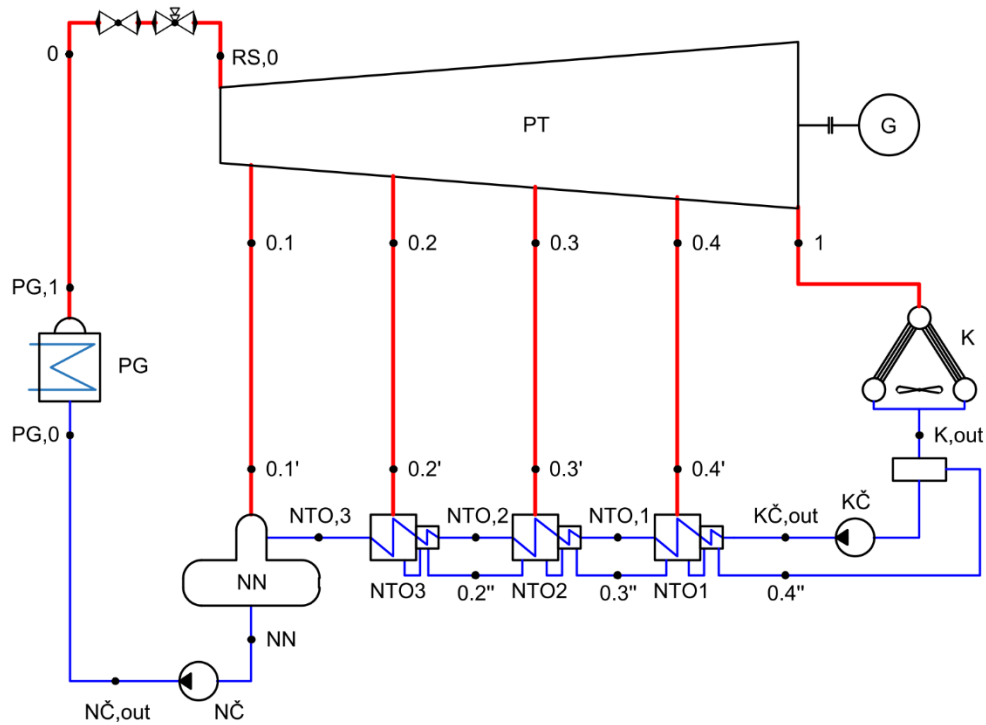 0
RS,0
PT
G
0.1
0.2
0.3
0.4
1
PG,1
PG
K
PG,0
K,out
0.1'
0.2'
0.3'
0.4'
NTO,3
NTO,2
NTO,1
KČ,out
KČ
NN
NTO3
0.2"
NTO2
0.3"
NTO1
0.4"
NN
NČ,out
NČ